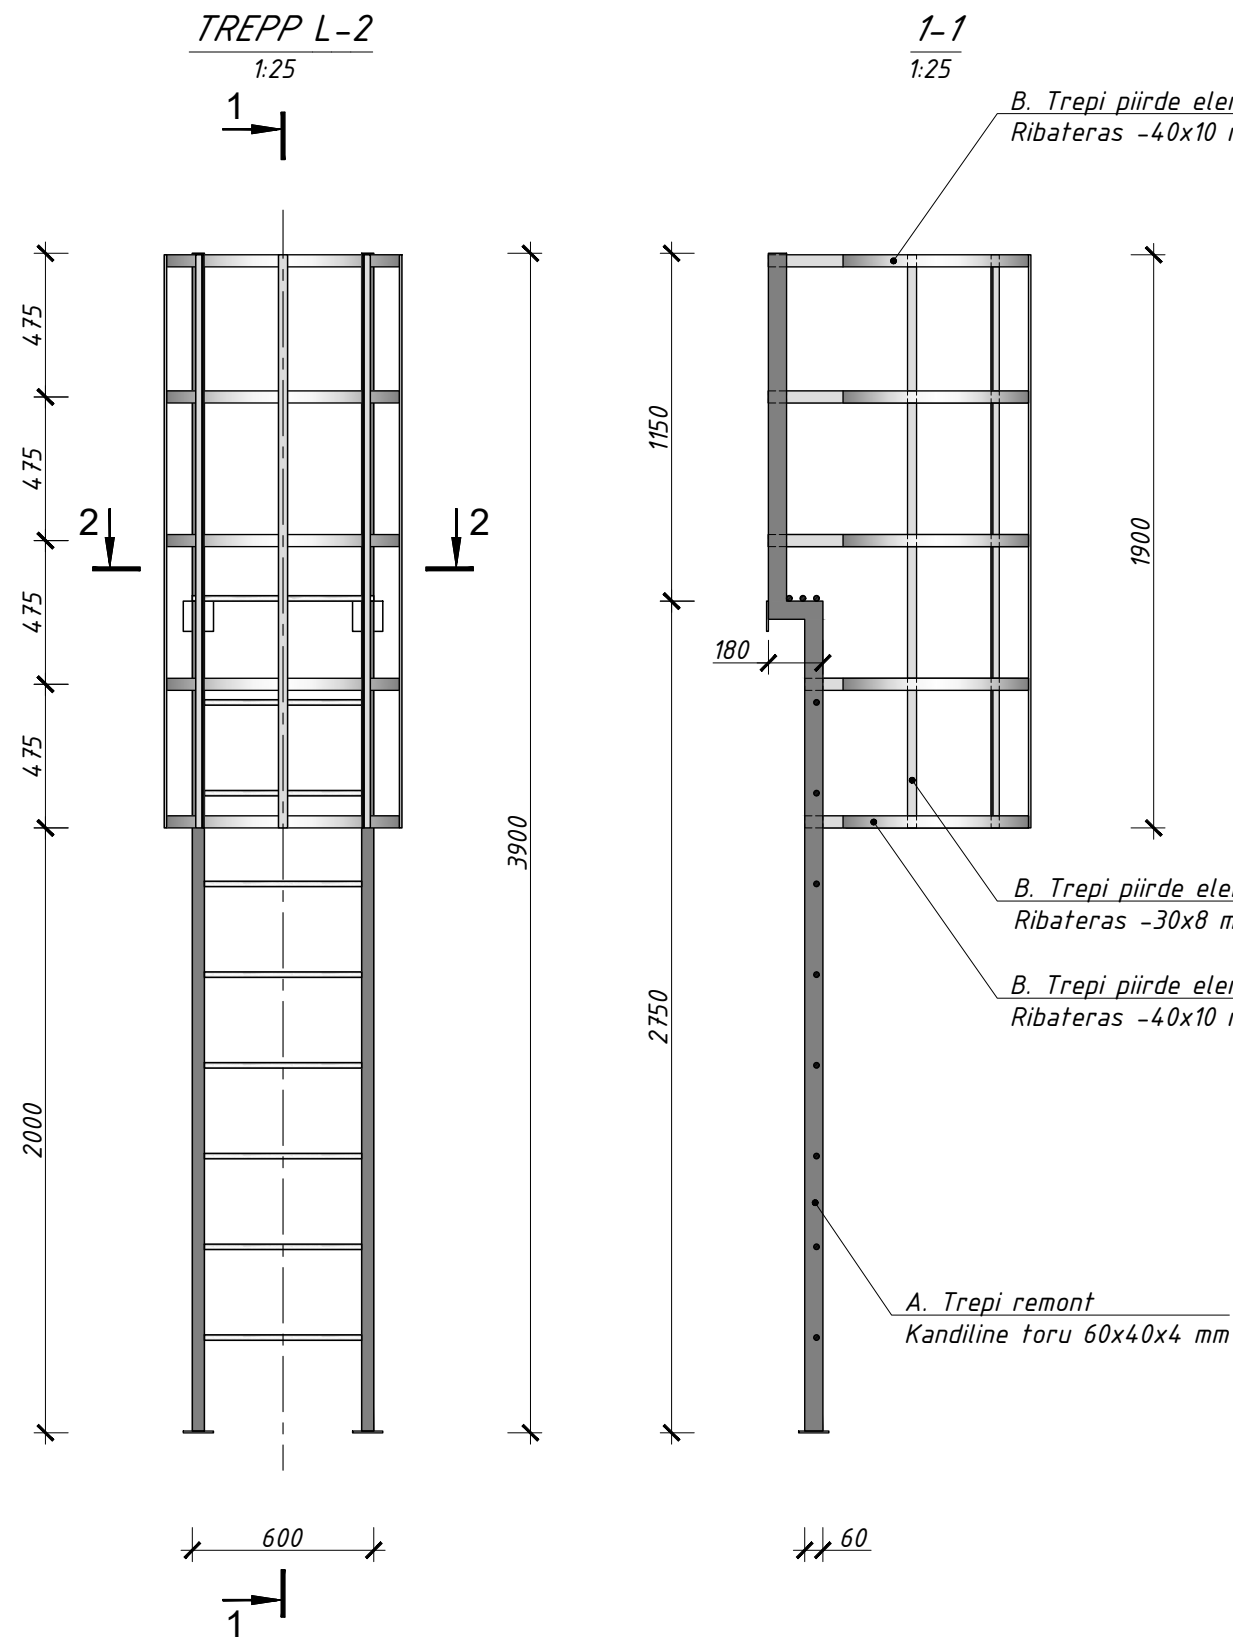 TREPP L-2
1:25
1
475
475
475
475
2000
2
2
3900
600
1
1-1
1:25
B. Trepi piirde
Ribateras -40x10
1150
180
2750
1900
B. Trepi piirde
Ribateras -30x8
B. Trepi piirde
Ribateras -40x10
A. Trepi remont
Kandiline toru 60x40x4 mm
60